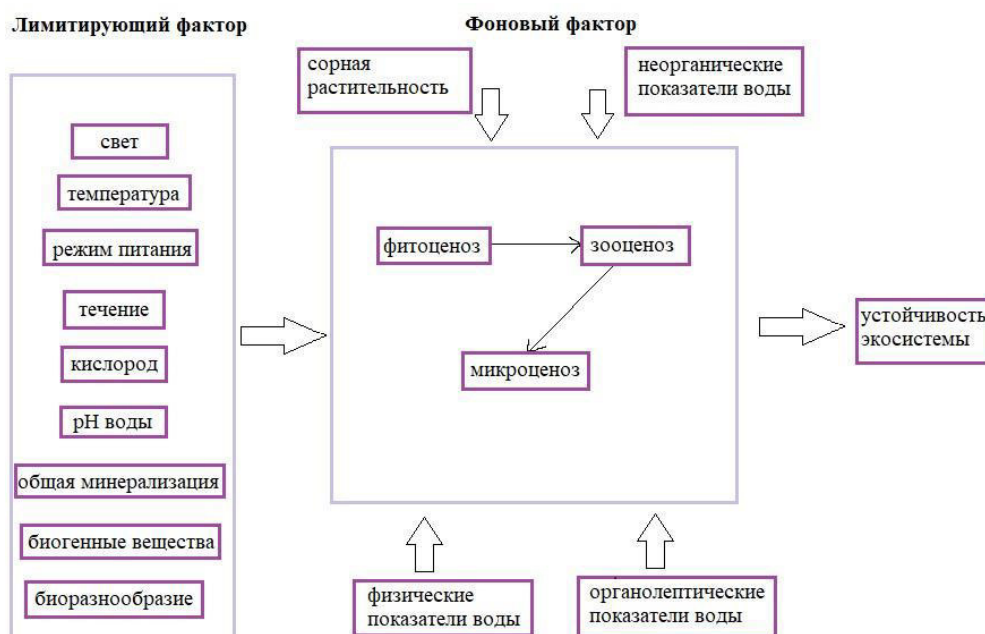 Лимитирующий фактор
Фоновый фактор
свет
температура
режим питания
течение
кислород
pH воды
общая минерализация
биогенные вещества
биоразнообразие
сорная
растительность
неорганические
показатели воды
фитоценоз
зооценоз
микроценоз
физические
показатели воды
органолептические
показатели воды
устойчивость
экосистемы